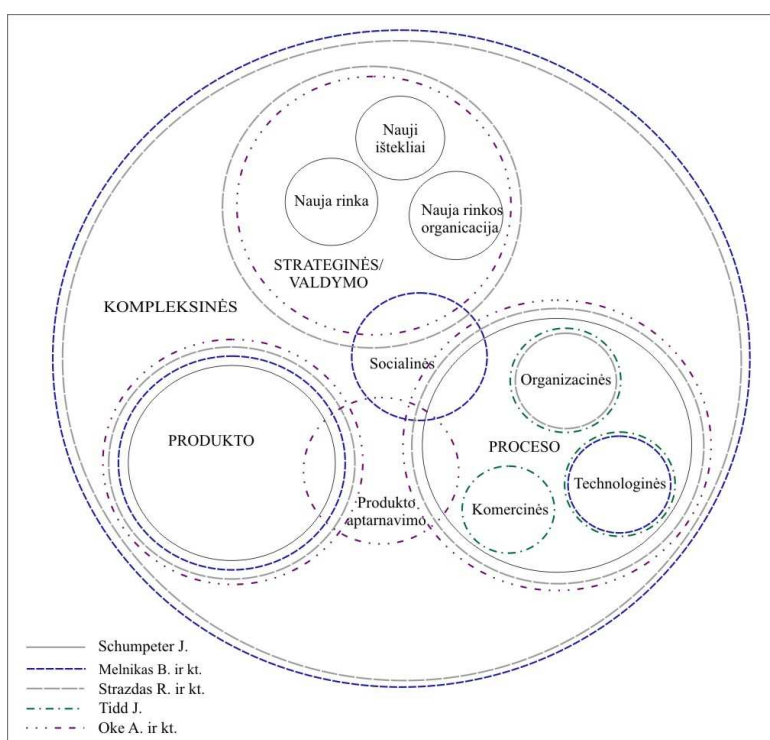 Nauji
ištekliai
Nauja rinka
Nauja rinkos
organicacija
STRATEGINĖS/
VALDYMO
KOMPLEKSINĖS
Socialinės
Organizacinės
PRODUKTO
PROCESO
Technologinės
Komercinės
Produkto
aptarnavimo
Schumpeter J.
Melnikas B. ir kt.
Strazdas R. ir kt.
Tidd J.
Oke A. ir kt.